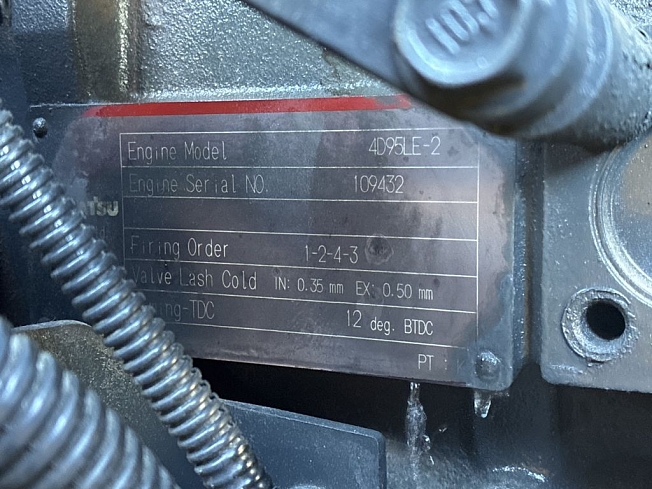 Engine Model 4D95LE-2
Engine Serial NO. 109432
Firing Order 1-2-4-3
Valve Lash Cold IN: 0.35 mm EX: 0.50 mm
-TDC 12 deg. BTDC
PT